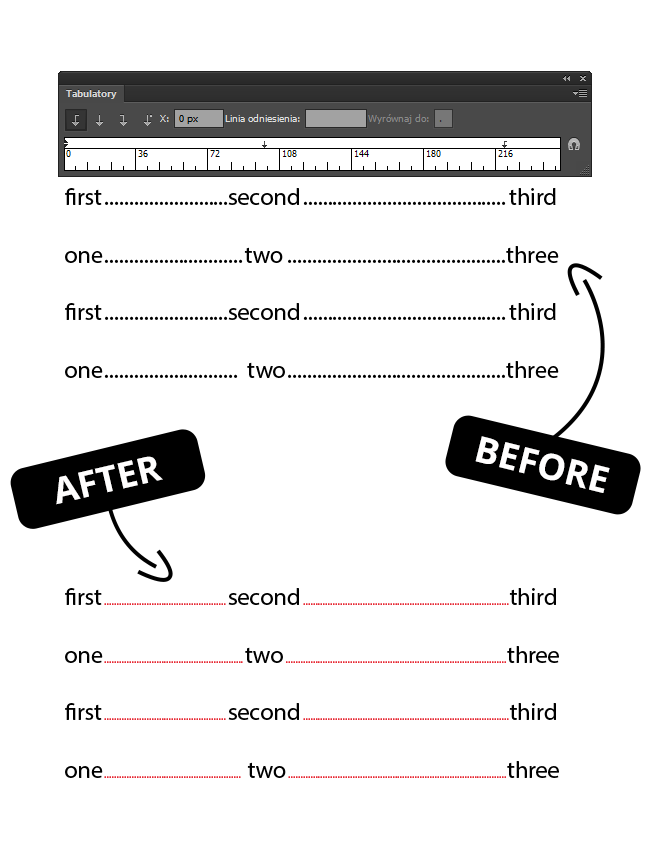 Tabulatory
X: 0 px Linia odniesienia: Wyrównaj do: .
0 36 72 108 144 180 216
first.........................second.......................................... third
one............................two .............................................three
first.........................second.......................................... third
one........................... two.............................................three
BEFORE
AFTER
first.........................second..........................................third
one............................two.............................................three
first.........................second..........................................third
one........................... two.............................................three